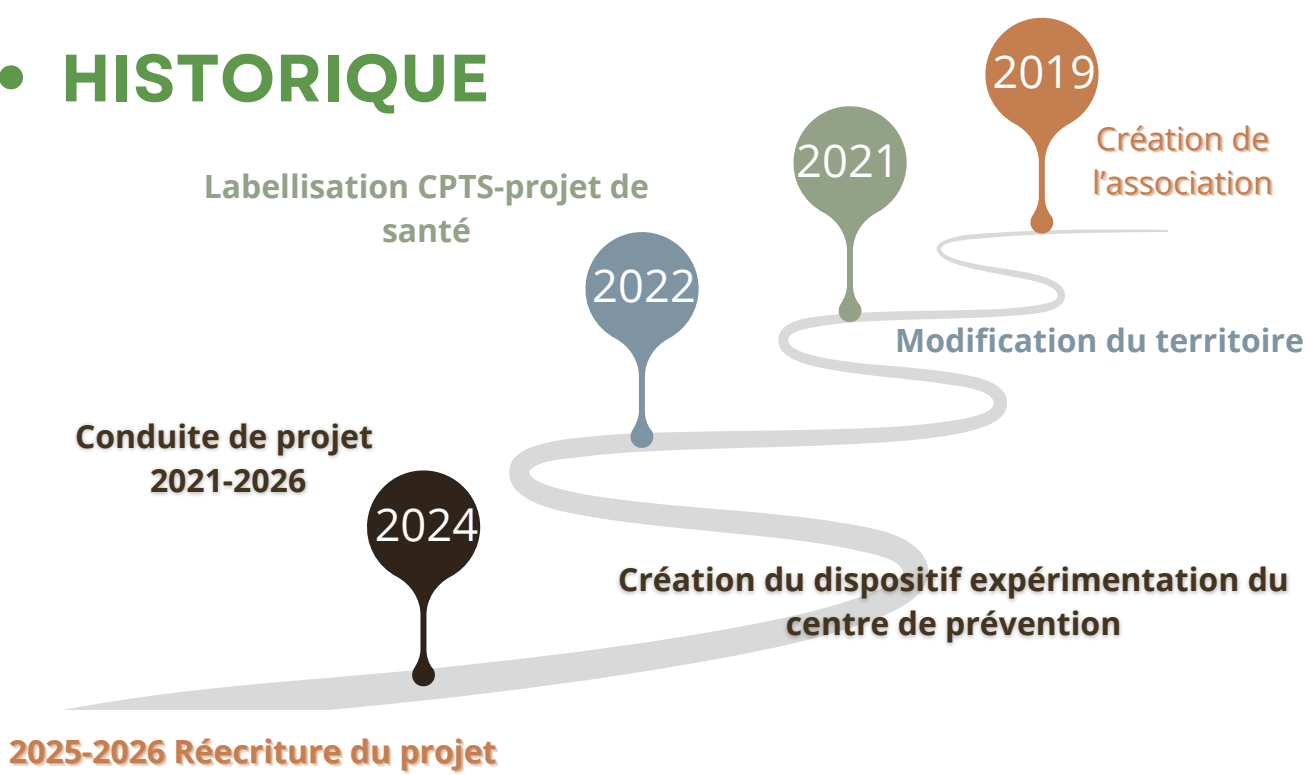 • HISTORIQUE
2019
Création de
l’association
2021
Labellisation CPTS-projet de
santé
2022
Modification du territoire
Conduite de projet
2021-2026
2024
Création du dispositif expérimentation du
centre de prévention
2025-2026 Réecriture du projet